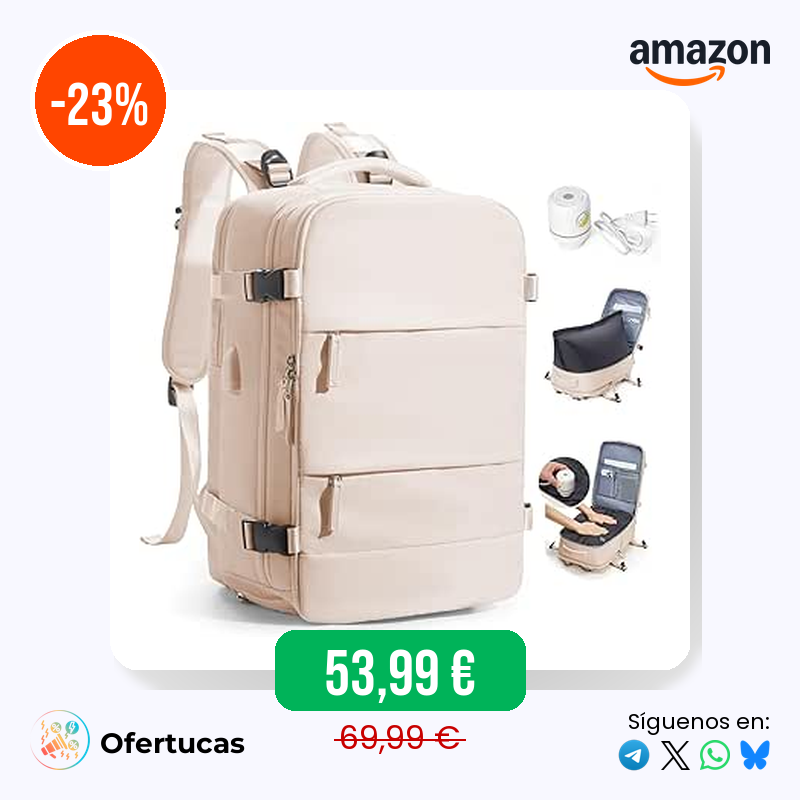 -23%
amazon
53,99 €
69,99 €
Ofertucas
Síguenos en: